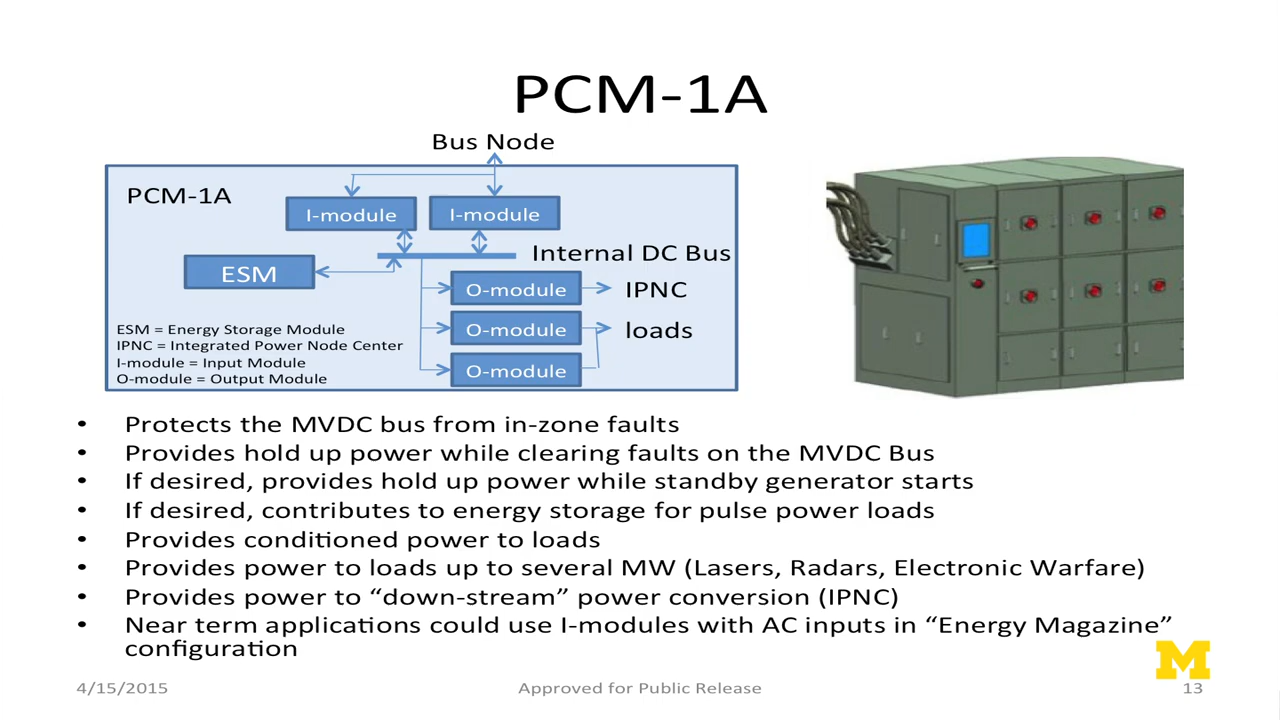 PCM-1A
Bus Node
PCM-1A
I-module
I-module
Internal DC Bus
ESM
O-module
IPNC
O-module
loads
O-module
ESM = Energy Storage Module
IPNC = Integrated Power Node Center
I-module = Input Module
O-module = Output Module
• Protects the MVDC bus from in-zone faults
• Provides hold up power while clearing faults on the MVDC Bus
• If desired, provides hold up power while standby generator starts
• If desired, contributes to energy storage for pulse power loads
• Provides conditioned power to loads
• Provides power to loads up to several MW (Lasers, Radars, Electronic Warfare)
• Provides power to “down-stream” power conversion (IPNC)
• Near term applications could use I-modules with AC inputs in “Energy Magazine”
configuration
M
4/15/2015
Approved for Public Release
13